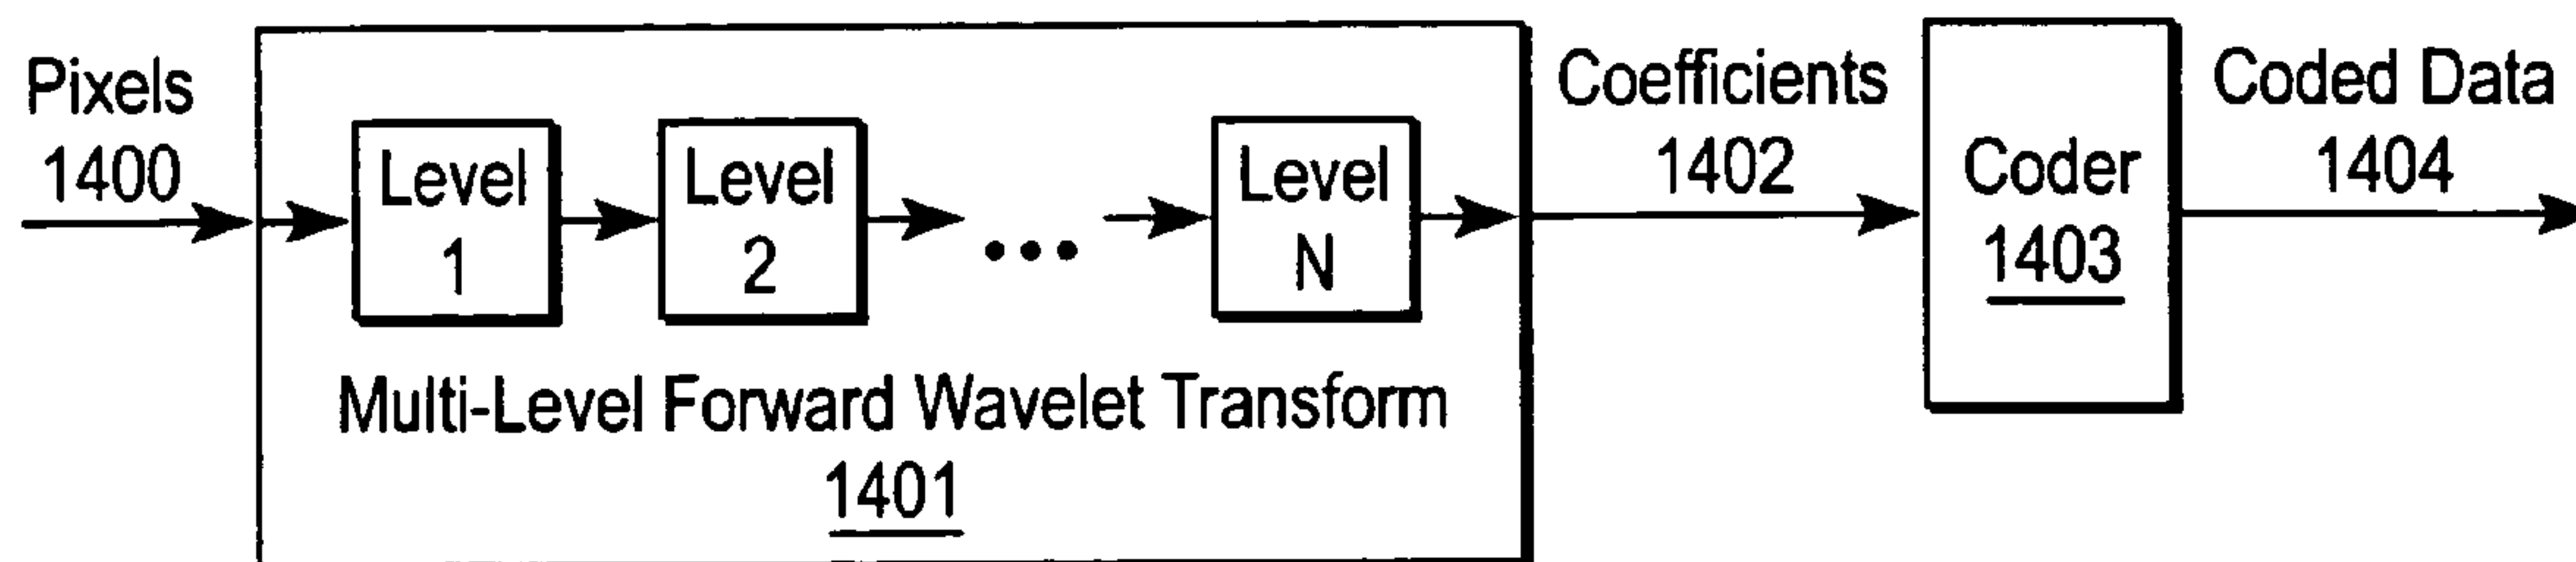 Pixels
1400
Level
1
Level
2
...
Level
N
Multi-Level Forward Wavelet Transform
1401
Coefficients
1402
Coder
1403
Coded Data
1404